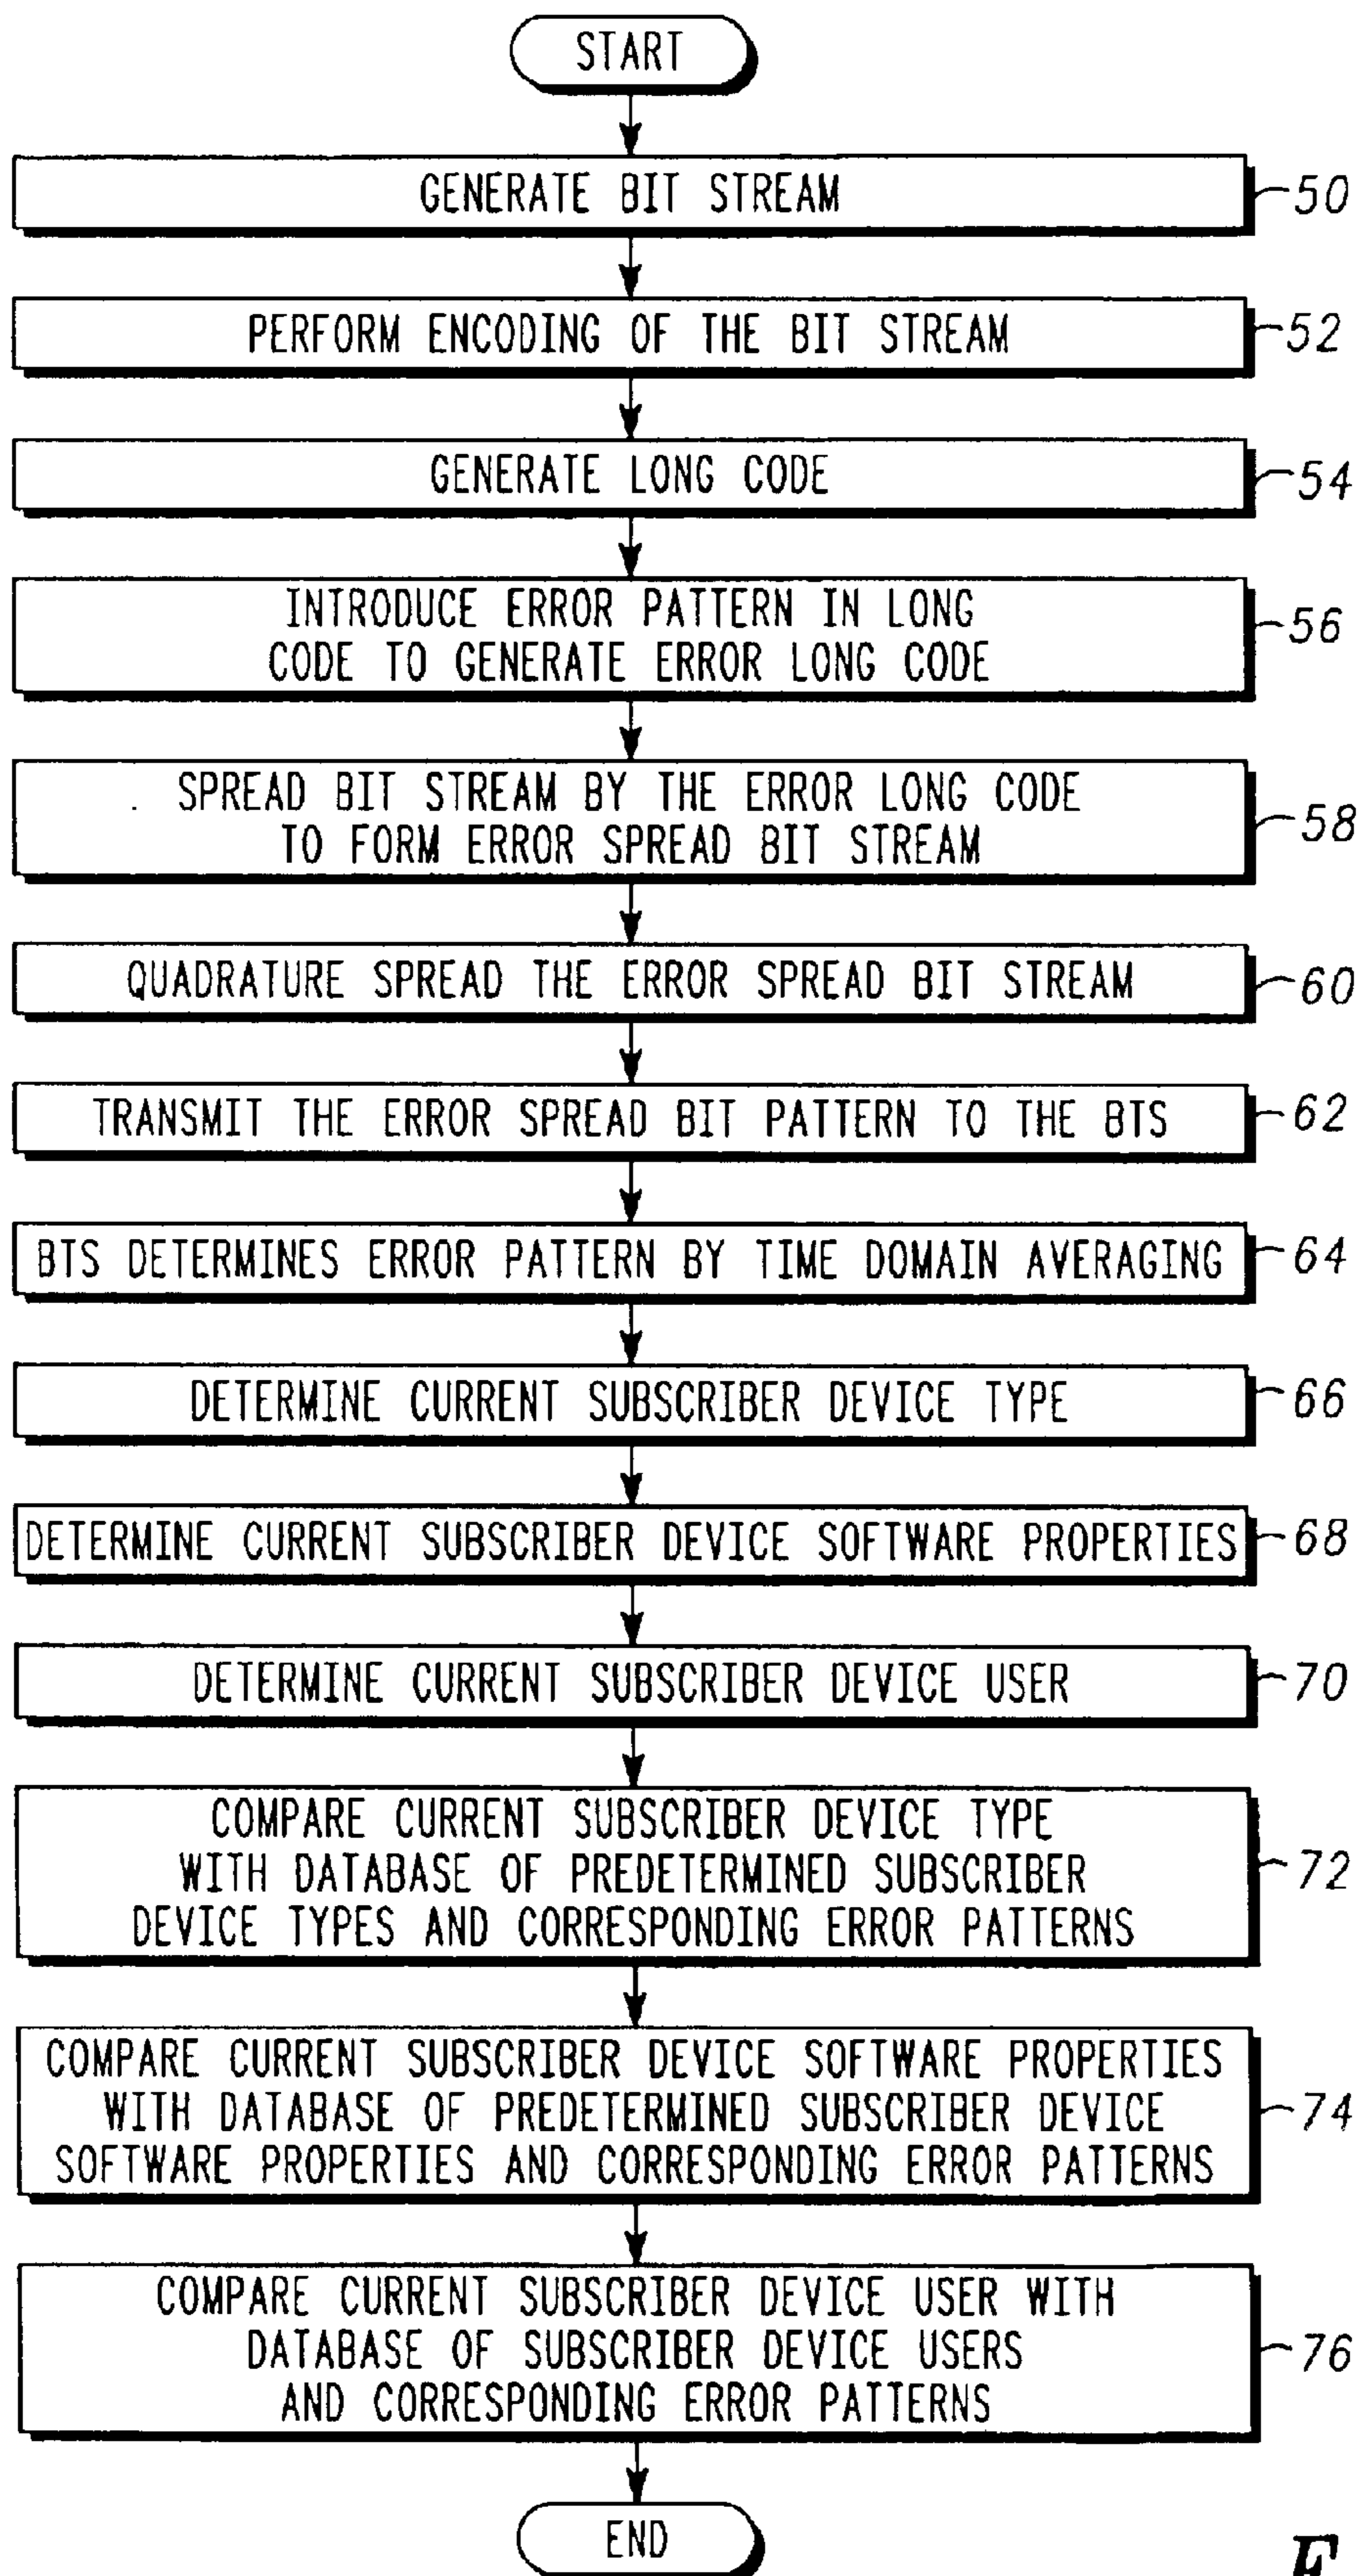 START
GENERATE BIT STREAM
50
PERFORM ENCODING OF THE BIT STREAM
52
GENERATE LONG CODE
54
INTRODUCE ERROR PATTERN IN LONG
CODE TO GENERATE ERROR LONG CODE
56
SPREAD BIT STREAM BY THE ERROR LONG CODE
TO FORM ERROR SPREAD BIT STREAM
58
QUADRATURE SPREAD THE ERROR SPREAD BIT STREAM
60
TRANSMIT THE ERROR SPREAD BIT PATTERN TO THE BTS
62
BTS DETERMINES ERROR PATTERN BY TIME DOMAIN AVERAGING
64
DETERMINE CURRENT SUBSCRIBER DEVICE TYPE
66
DETERMINE CURRENT SUBSCRIBER DEVICE SOFTWARE PROPERTIES
68
DETERMINE CURRENT SUBSCRIBER DEVICE USER
70
COMPARE CURRENT SUBSCRIBER DEVICE TYPE
WITH DATABASE OF PREDETERMINED SUBSCRIBER
DEVICE TYPES AND CORRESPONDING ERROR PATTERNS
72
COMPARE CURRENT SUBSCRIBER DEVICE SOFTWARE PROPERTIES
WITH DATABASE OF PREDETERMINED SUBSCRIBER DEVICE
SOFTWARE PROPERTIES AND CORRESPONDING ERROR PATTERNS
74
COMPARE CURRENT SUBSCRIBER DEVICE USER WITH
DATABASE OF SUBSCRIBER DEVICE USERS
AND CORRESPONDING ERROR PATTERNS
76
END